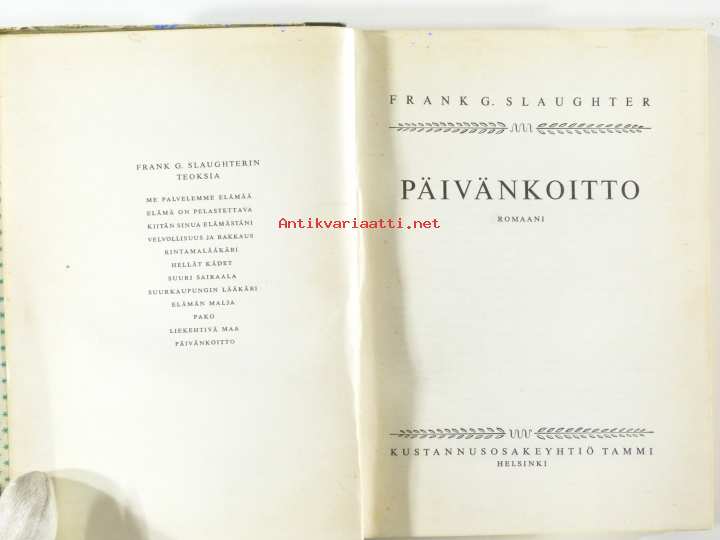 FRANK G. SLAUGHTERIN
TEOKSIA
ME PALVELEMME ELÄMÄÄ
ELÄMÄ ON PELASTETTAVA
KIITÄN SINUA ELÄMÄSTÄNI
VELVOLLISUUS JA RAKKAUS
RINTAMALÄÄKÄRI
HELLÄT KÄDET
SUURI SAIRAALA
SUURKAUPUNGIN LÄÄKÄRI
ELÄMÄN MALJA
PAKO
LIEKEHTIVÄ MAA
PÄIVÄNKOITTO
FRANK G. SLAUGHTER
PÄIVÄNKOITTO
ROMAANI
Antikvariaatti.net
KUSTANNUSOSAKEYHTIÖ TAMMI
HELSINKI